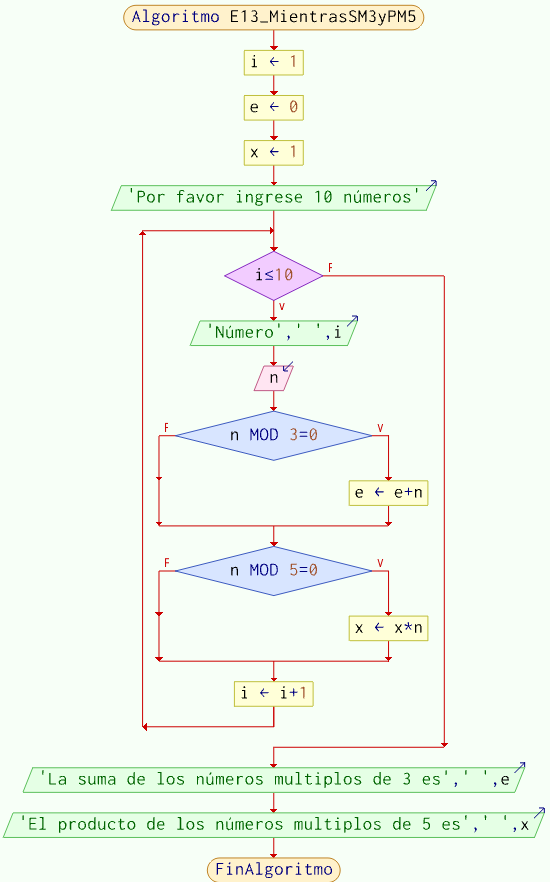 Algoritmo E13_MientrasSM3yPM5
i ← 1
e ← 0
x ← 1
'Por favor ingrese 10 números'
i≤10
F
V
'Número',' ',i
n
F
n MOD 3=0
V
e ← e+n
F
n MOD 5=0
V
x ← x*n
i ← i+1
'La suma de los números multiplos de 3 es',' ',e
'El producto de los números multiplos de 5 es',' ',x
FinAlgoritmo